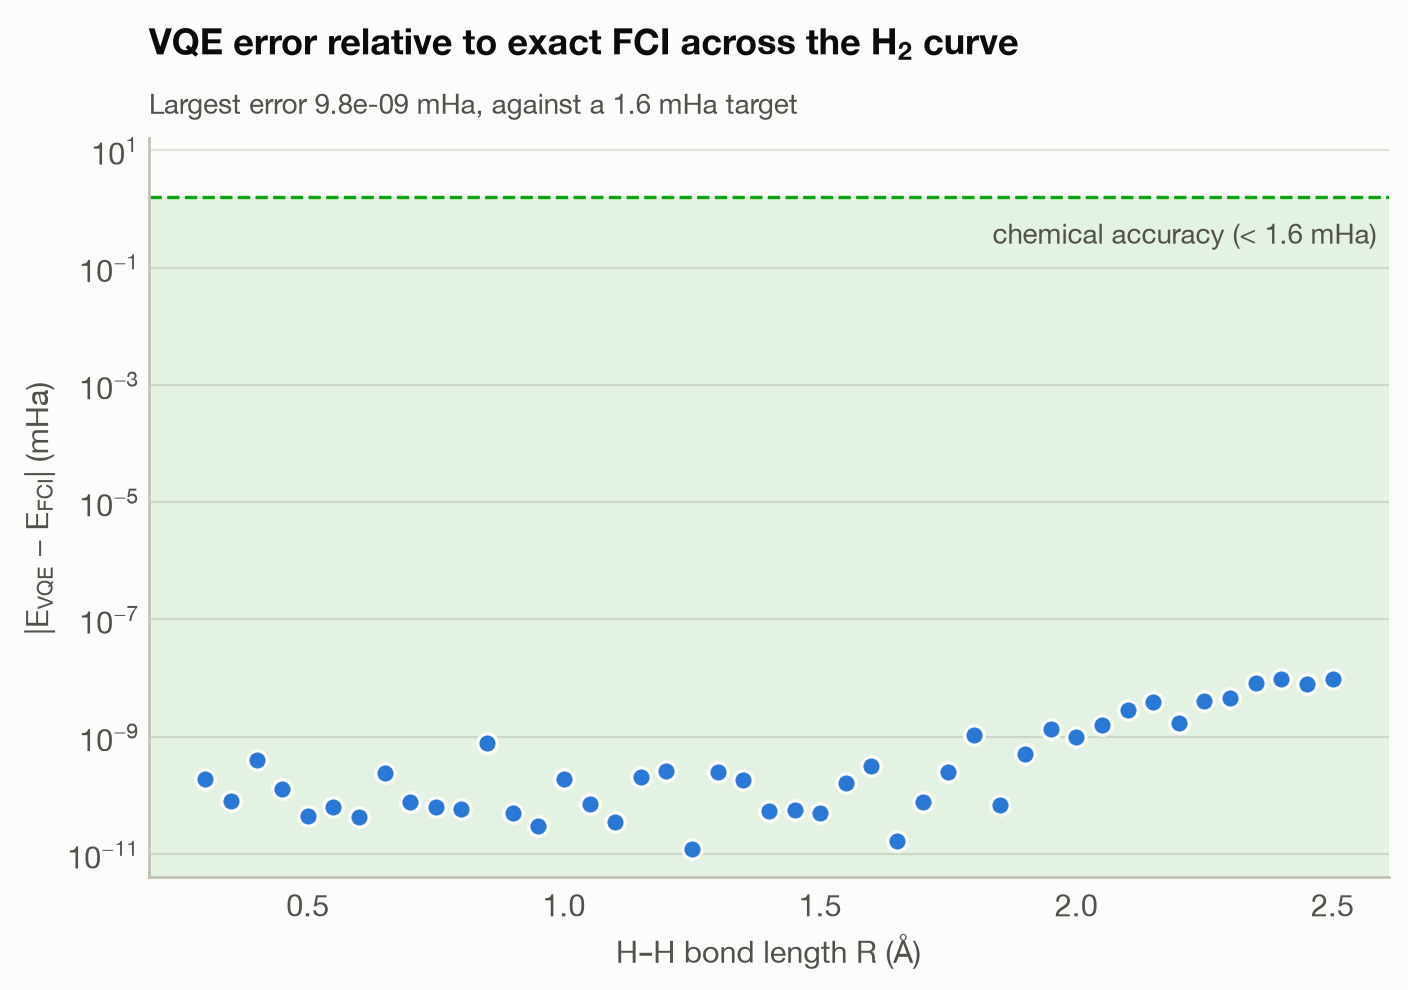 VQE error relative to exact FCI across the H₂ curve
Largest error 9.8e-09 mHa, against a 1.6 mHa target
10¹
chemical accuracy (< 1.6 mHa)
10⁻¹
10⁻³
10⁻⁵
10⁻⁷
10⁻⁹
10⁻¹¹
|E_VQE − E_FCI| (mHa)
0.5 1.0 1.5 2.0 2.5
H–H bond length R (Å)